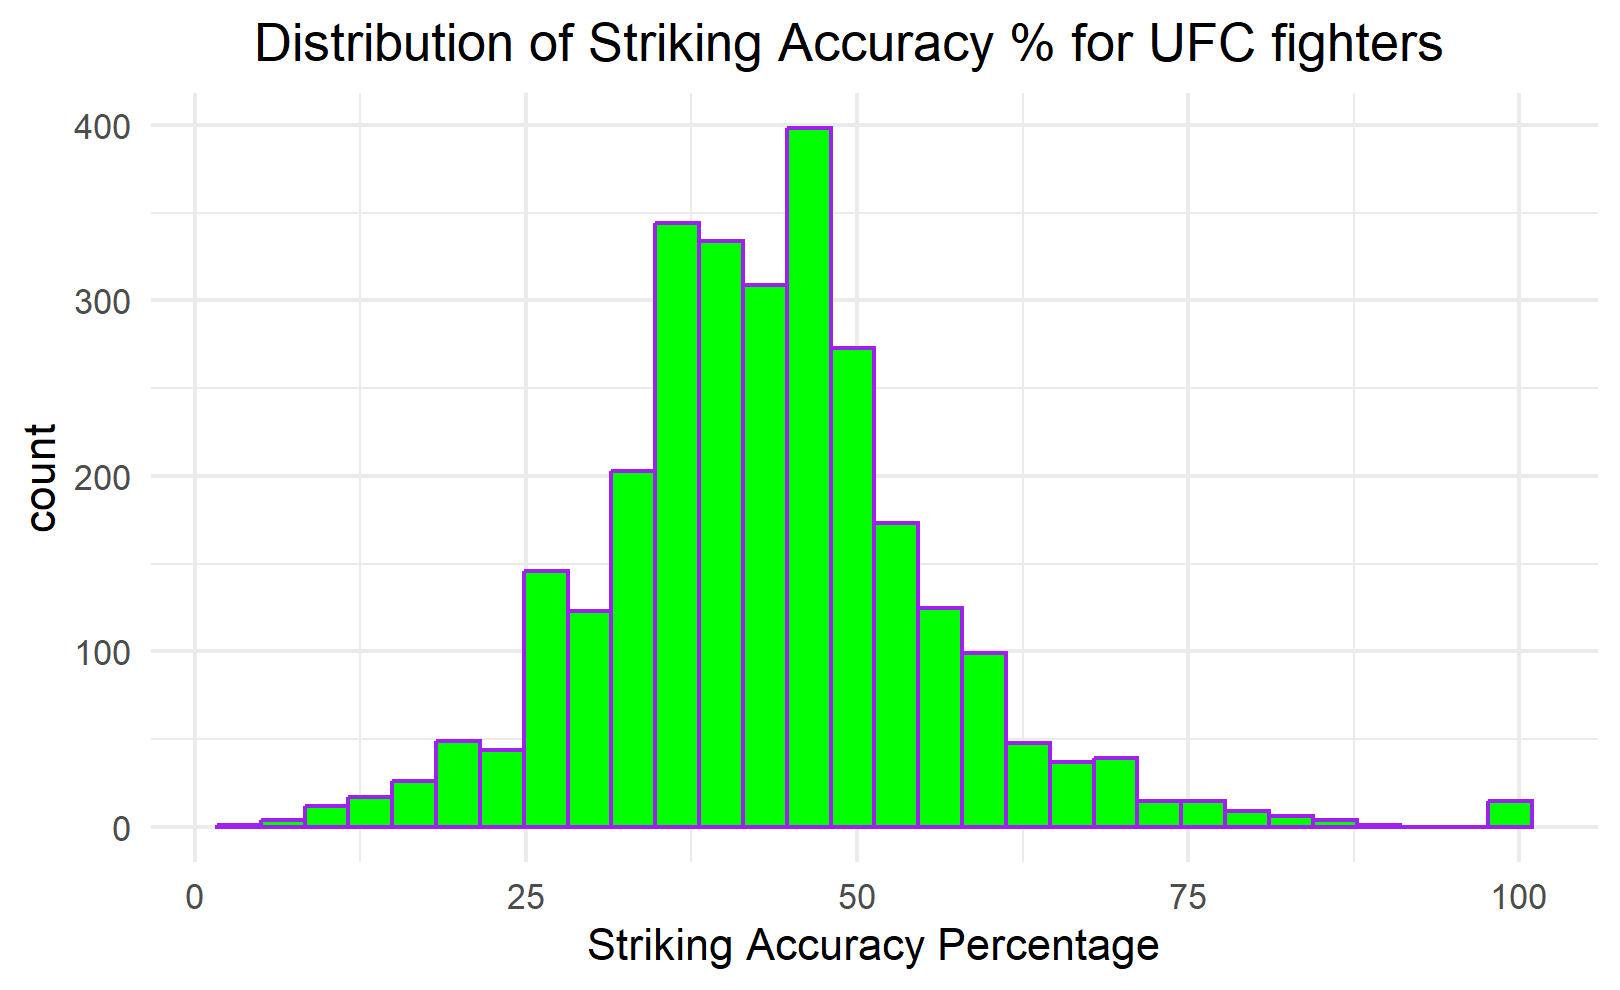 Distribution of Striking Accuracy % for UFC fighters
400
300
200
100
0
count
0 25 50 75 100
Striking Accuracy Percentage